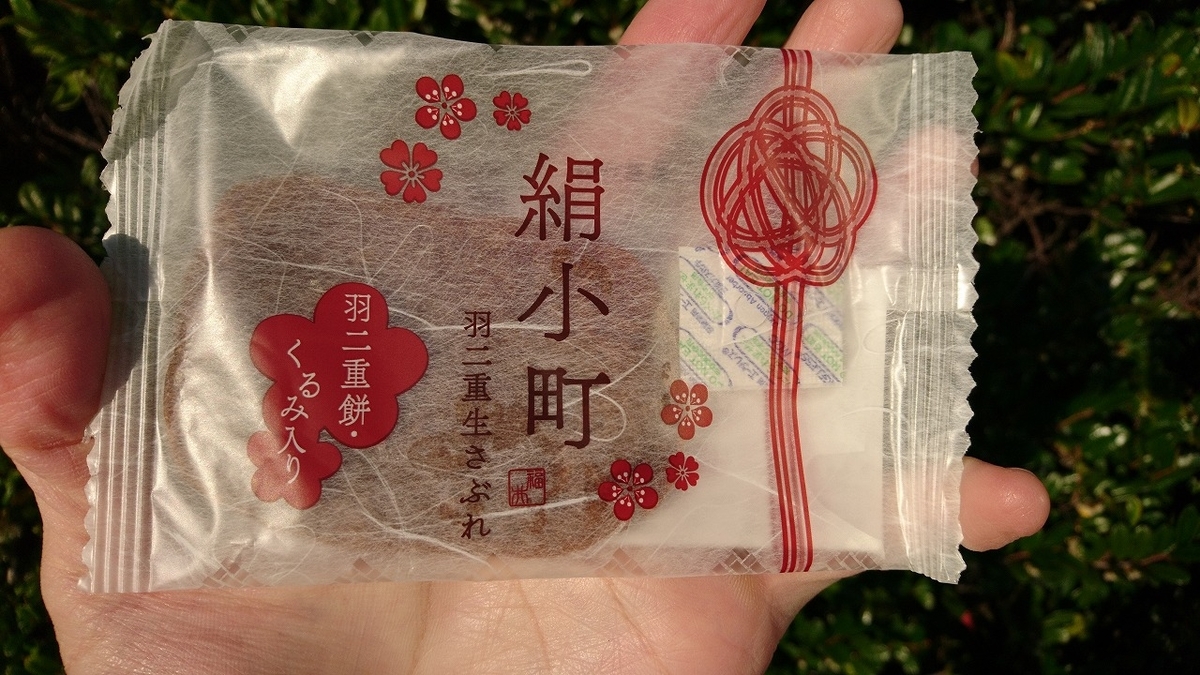 絹小町
羽二重生さぶれ
羽二重餅・
くるみ入り